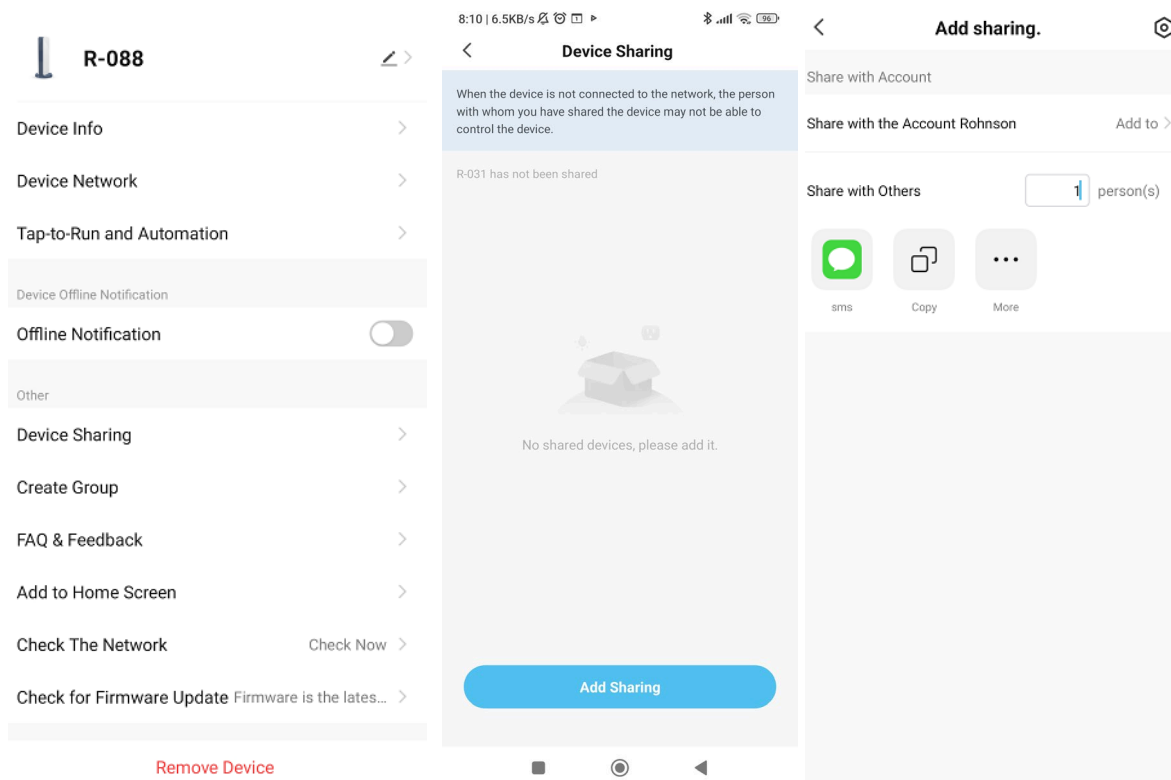 R-088
Device Info
Device Network
Tap-to-Run and Automation
Device Offline Notification
Offline Notification
Other
Device Sharing
Create Group
FAQ & Feedback
Add to Home Screen
Check The Network Check Now
Check for Firmware Update Firmware is the lates...
Remove Device
8:10 | 6.5KB/s 96
Device Sharing
When the device is not connected to the network, the person
with whom you have shared the device may not be able to
control the device.
R-031 has not been shared
No shared devices, please add it.
Add Sharing
Add sharing.
Share with Account
Share with the Account Rohnson Add to
Share with Others 1 person(s)
sms Copy More